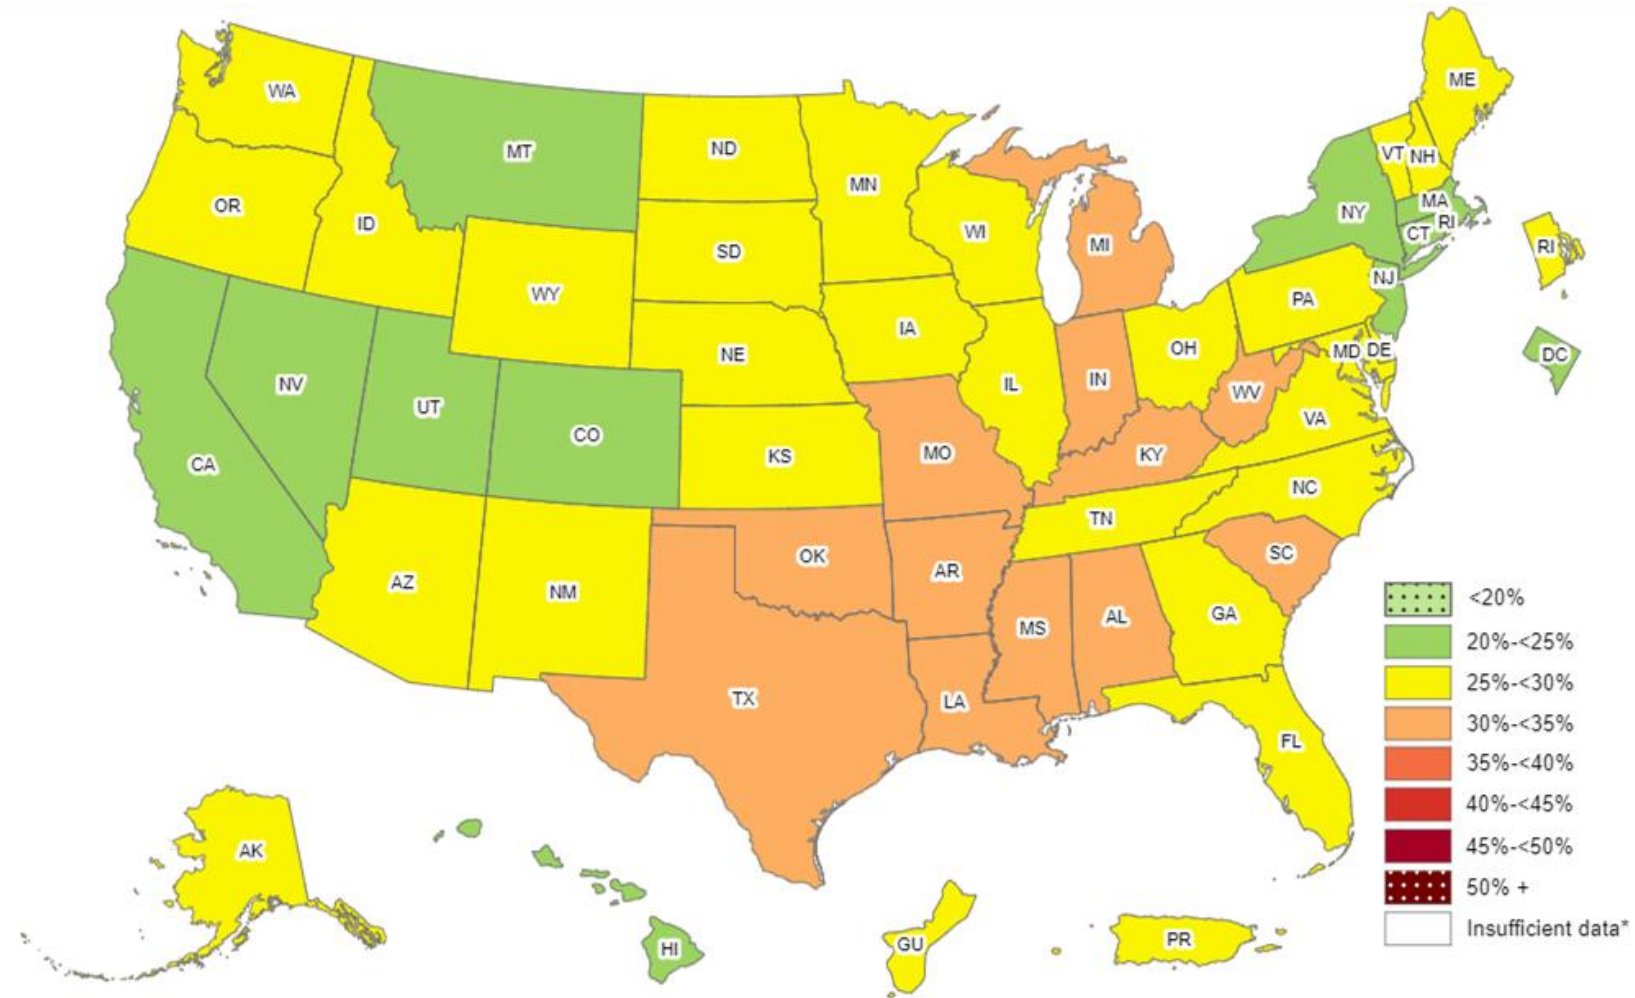 WA
ME
MT
ND
VT
NH
MN
MA
OR
NY
RI
ID
WI
CT
MI
RI
SD
NJ
WY
PA
IA
MD
DE
DC
NE
OH
NV
IL
IN
WV
UT
VA
CO
MO
KY
CA
KS
NC
TN
OK
SC
AZ
AR
NM
GA
MS
AL
TX
LA
FL
AK
HI
GU
PR
<20%
20%-<25%
25%-<30%
30%-<35%
35%-<40%
40%-<45%
45%-<50%
50% +
Insufficient data*